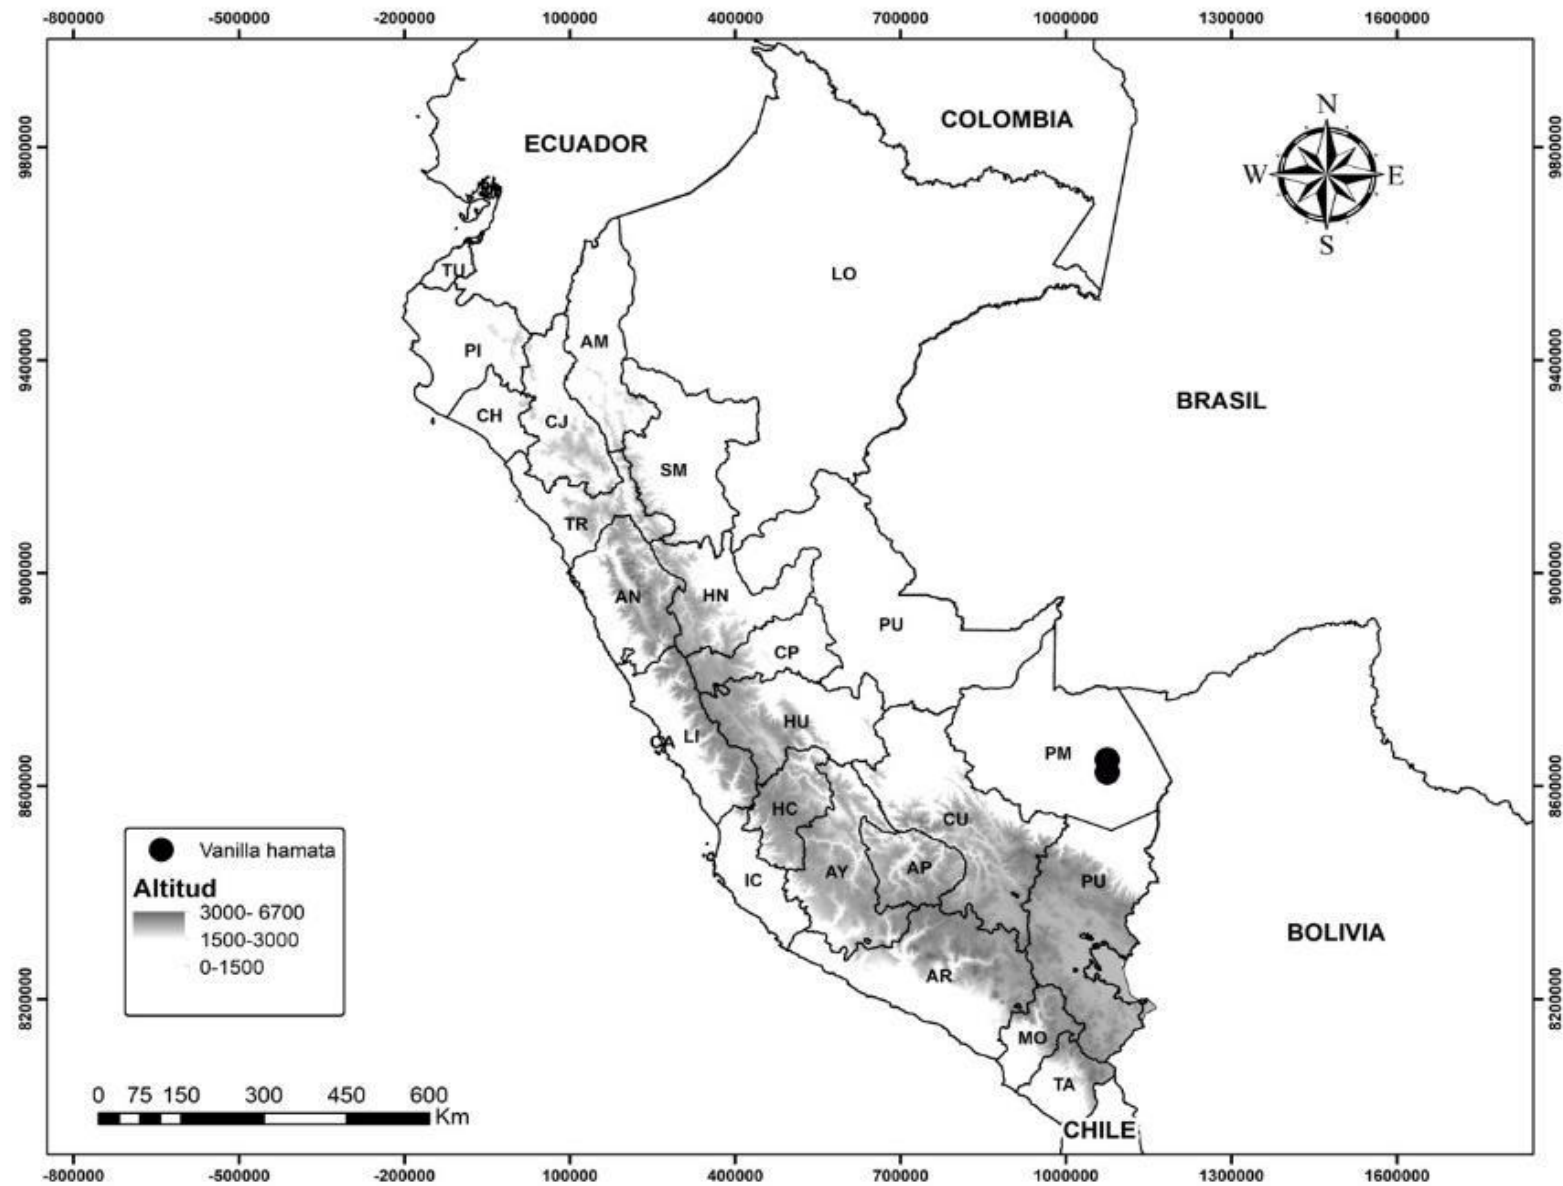 -800000 -500000 -200000 100000 400000 700000 1000000 1300000 1600000
N
COLOMBIA
ECUADOR
9800000 9800000
W E
S
TU
LO
AM
PI
9400000 9400000
BRASIL
CH
CJ
SM
TR
9000000 9000000
AN
HN
PU
CP
HU
CA LI
PM
8600000 8600000
HC
CU
Vanilla hamata
AP
AY
IC
PU
Altitud
3000- 6700
1500-3000
0-1500
BOLIVIA
AR
8200000 8200000
MO
TA
0 75 150 300 450 600
Km
CHILE
-800000 -500000 -200000 100000 400000 700000 1000000 1300000 1600000